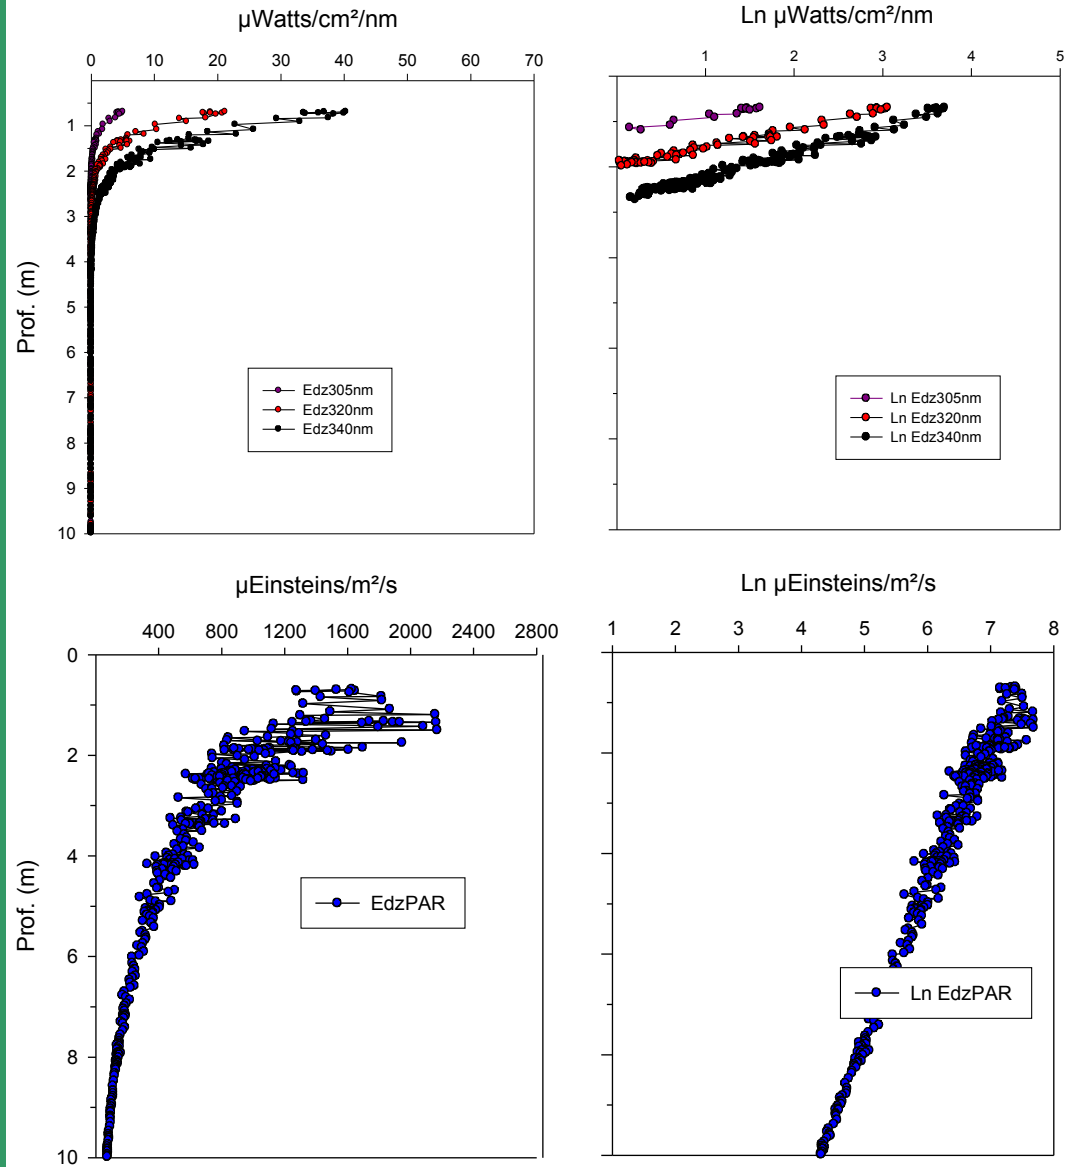 µWatts/cm²/nm
Ln µWatts/cm²/nm
0 10 20 30 40 50 60 70
1 2 3 4 5
1
2
3
4
5
6
7
8
9
10
Prof. (m)
Edz305nm
Edz320nm
Edz340nm
Ln Edz305nm
Ln Edz320nm
Ln Edz340nm
µEinsteins/m²/s
Ln µEinsteins/m²/s
400 800 1200 1600 2000 2400 2800
1 2 3 4 5 6 7 8
0
2
4
6
8
10
Prof. (m)
EdzPAR
Ln EdzPAR